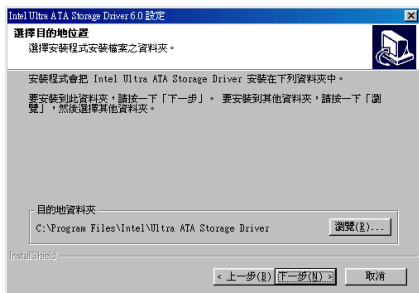 Intel Ultra ATA Storage Driver 6.0 設定
選擇目的地位置
選擇安裝程式安裝檔案之資料夾。
安裝程式會把 Intel Ultra ATA Storage Driver 安裝在下列資料夾中。
要安裝到此資料夾，請按一下「下一步」。 要安裝到其他資料夾，請按一下「瀏
覽」，然後選擇其他資料夾。
目的地資料夾
C:\Program Files\Intel\Ultra ATA Storage Driver
瀏覽(R)...
InstallShield
< 上一步(B) 下一步(N) > 取消